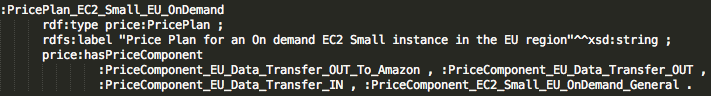 :PricePlan_EC2_Small_EU_OnDemand
rdf:type price:PricePlan ;
rdfs:label "Price Plan for an On demand EC2 Small instance in the EU region"^^xsd:string ;
price:hasPriceComponent
:PriceComponent_EU_Data_Transfer_OUT_To_Amazon , :PriceComponent_EU_Data_Transfer_OUT ,
:PriceComponent_EU_Data_Transfer_IN , :PriceComponent_EC2_Small_EU_OnDemand_General .